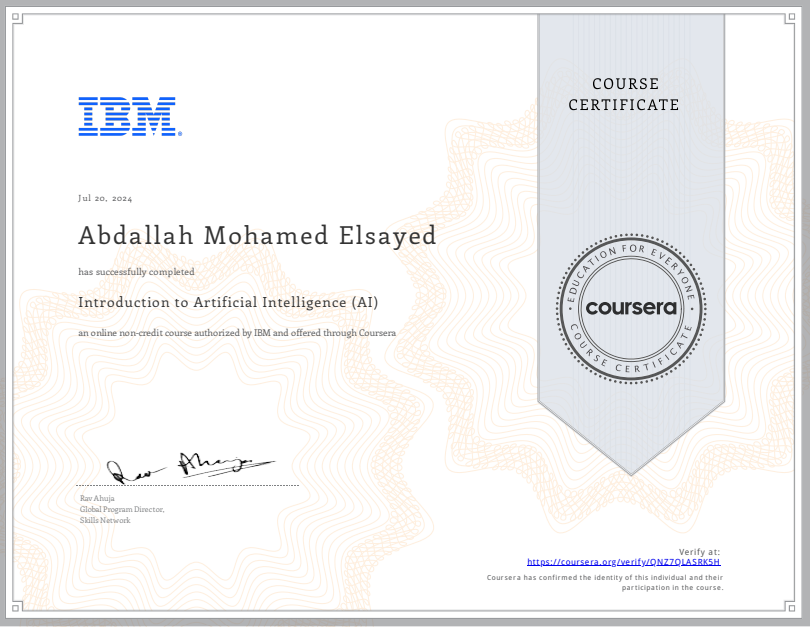 IBM
COURSE
CERTIFICATE
Jul 20, 2024
Abdallah Mohamed Elsayed
has successfully completed
Introduction to Artificial Intelligence (AI)
an online non-credit course authorized by IBM and offered through Coursera
EDUCATION FOR EVERYONE
coursera
COURSE CERTIFICATE
Rav Ahuja
Rav Ahuja
Global Program Director,
Skills Network
Verify at:
https://coursera.org/verify/QNZ7QLASRK5H
Coursera has confirmed the identity of this individual and their
participation in the course.